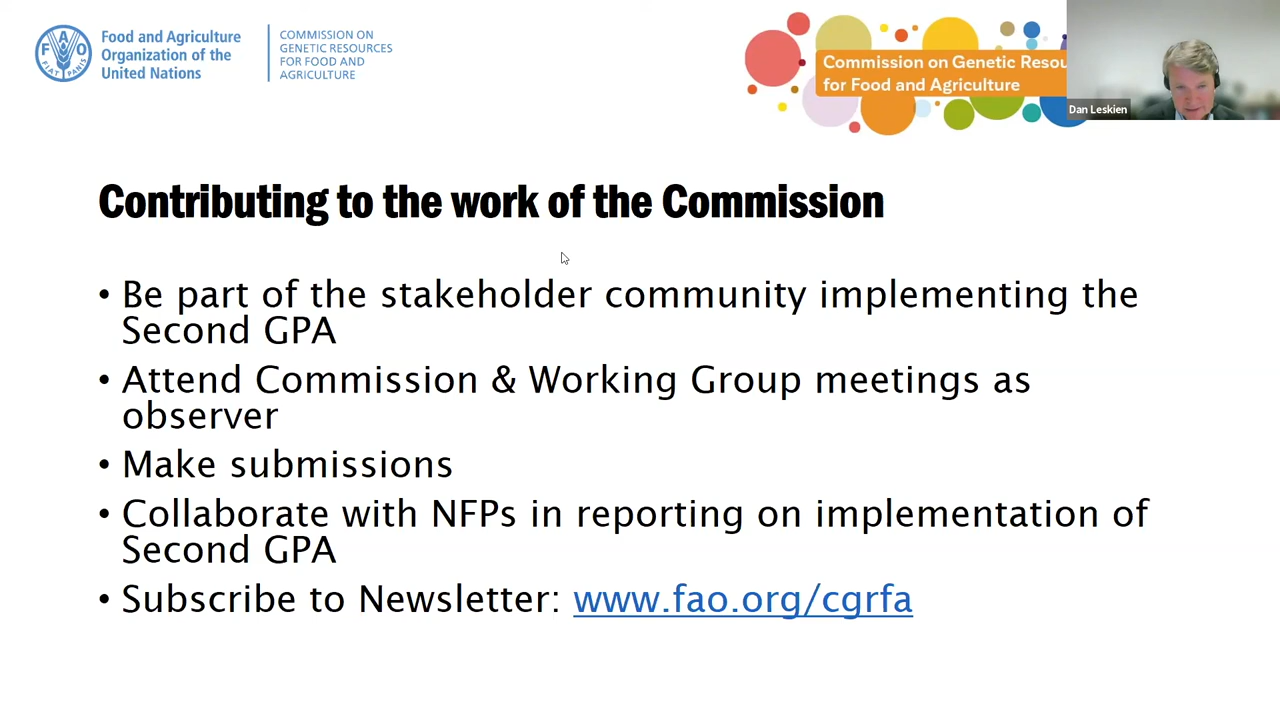 Food and Agriculture
Organization of the
United Nations
COMMISSION ON
GENETIC RESOURCES
FOR FOOD AND
AGRICULTURE
F A O
FIAT PANIS
Commission on Genetic Resou
for Food and Agriculture
Dan Leskien
Contributing to the work of the Commission
• Be part of the stakeholder community implementing the
Second GPA
• Attend Commission & Working Group meetings as
observer
• Make submissions
• Collaborate with NFPs in reporting on implementation of
Second GPA
• Subscribe to Newsletter: www.fao.org/cgrfa